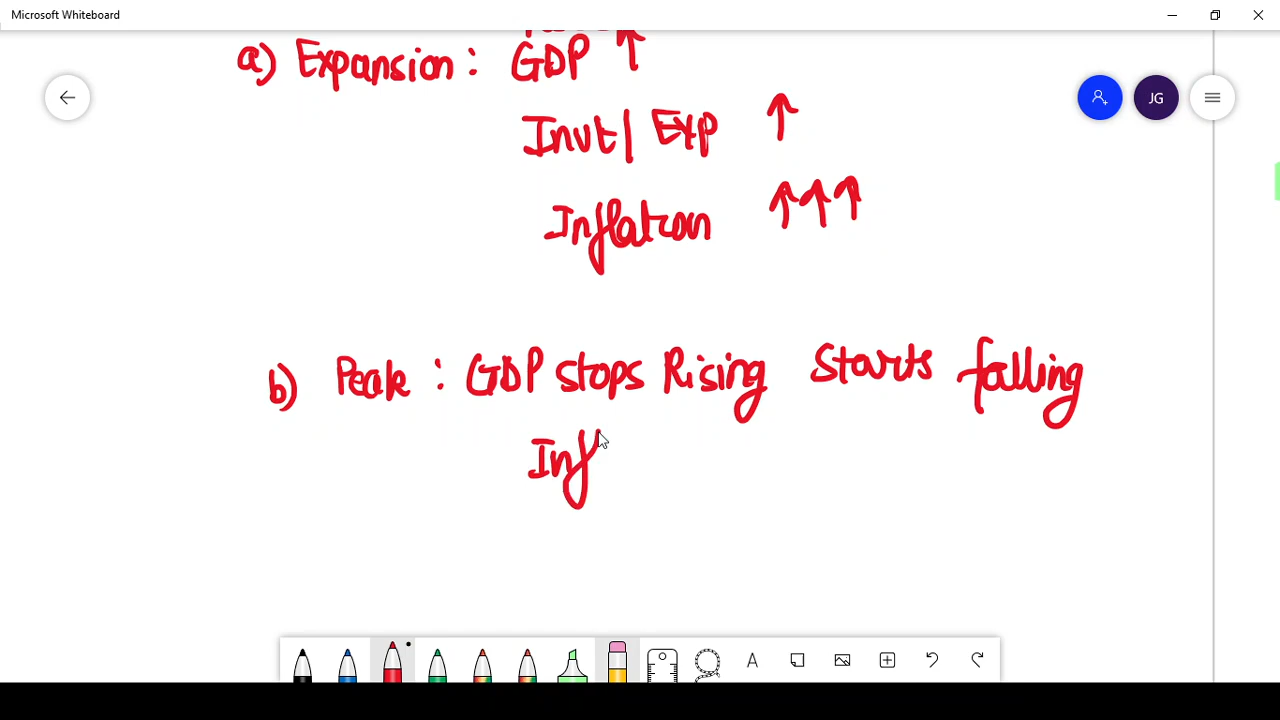 Microsoft Whiteboard
a) Expansion : GDP ↑
JG
Invt/ Exp ↑
Inflation ↑↑↑
b) Peak : GDP stops Rising Starts falling
Inf
A